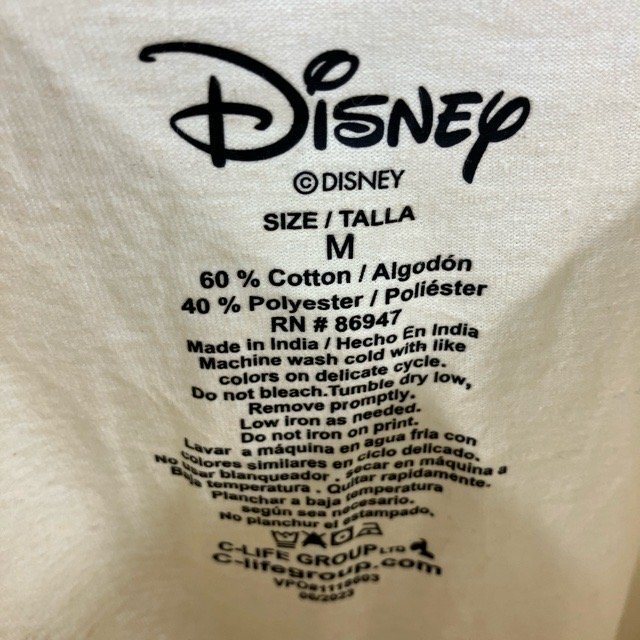 Disney
©DISNEY
SIZE / TALLA
M
60 % Cotton / Algodón
40 % Polyester / Poliéster
RN # 86947
Made in India / Hecho En India
Machine wash cold with like
colors on delicate cycle.
Do not bleach.Tumble dry low,
Remove promptly.
Low iron as needed.
Do not iron on print.
Lavar a máquina en agua fria con
colores similares en ciclo delicado.
No usar blanqueador - secar en máquina a
Baja temperatura - Quitar rapidamente.
Planchar a baja temperatura
según sea necesario.
No planchur el estampado.
C-LIFE GROUP LTD
C-lifegroup.com